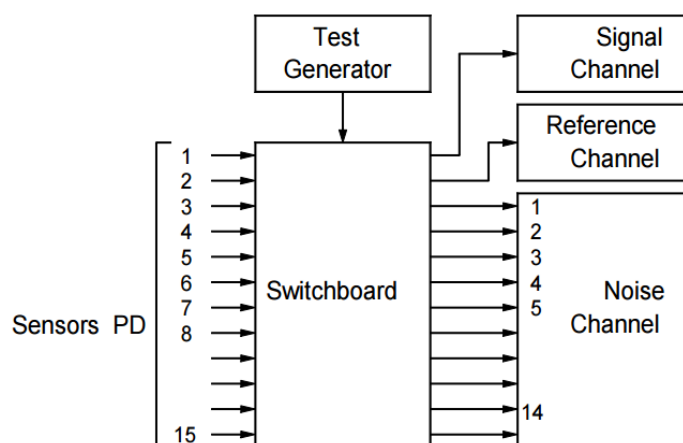 Test
Generator
Signal
Channel
Reference
Channel
Sensors PD
1
2
3
4
5
6
7
8
15
Switchboard
1
2
3
4
5
14
Noise
Channel